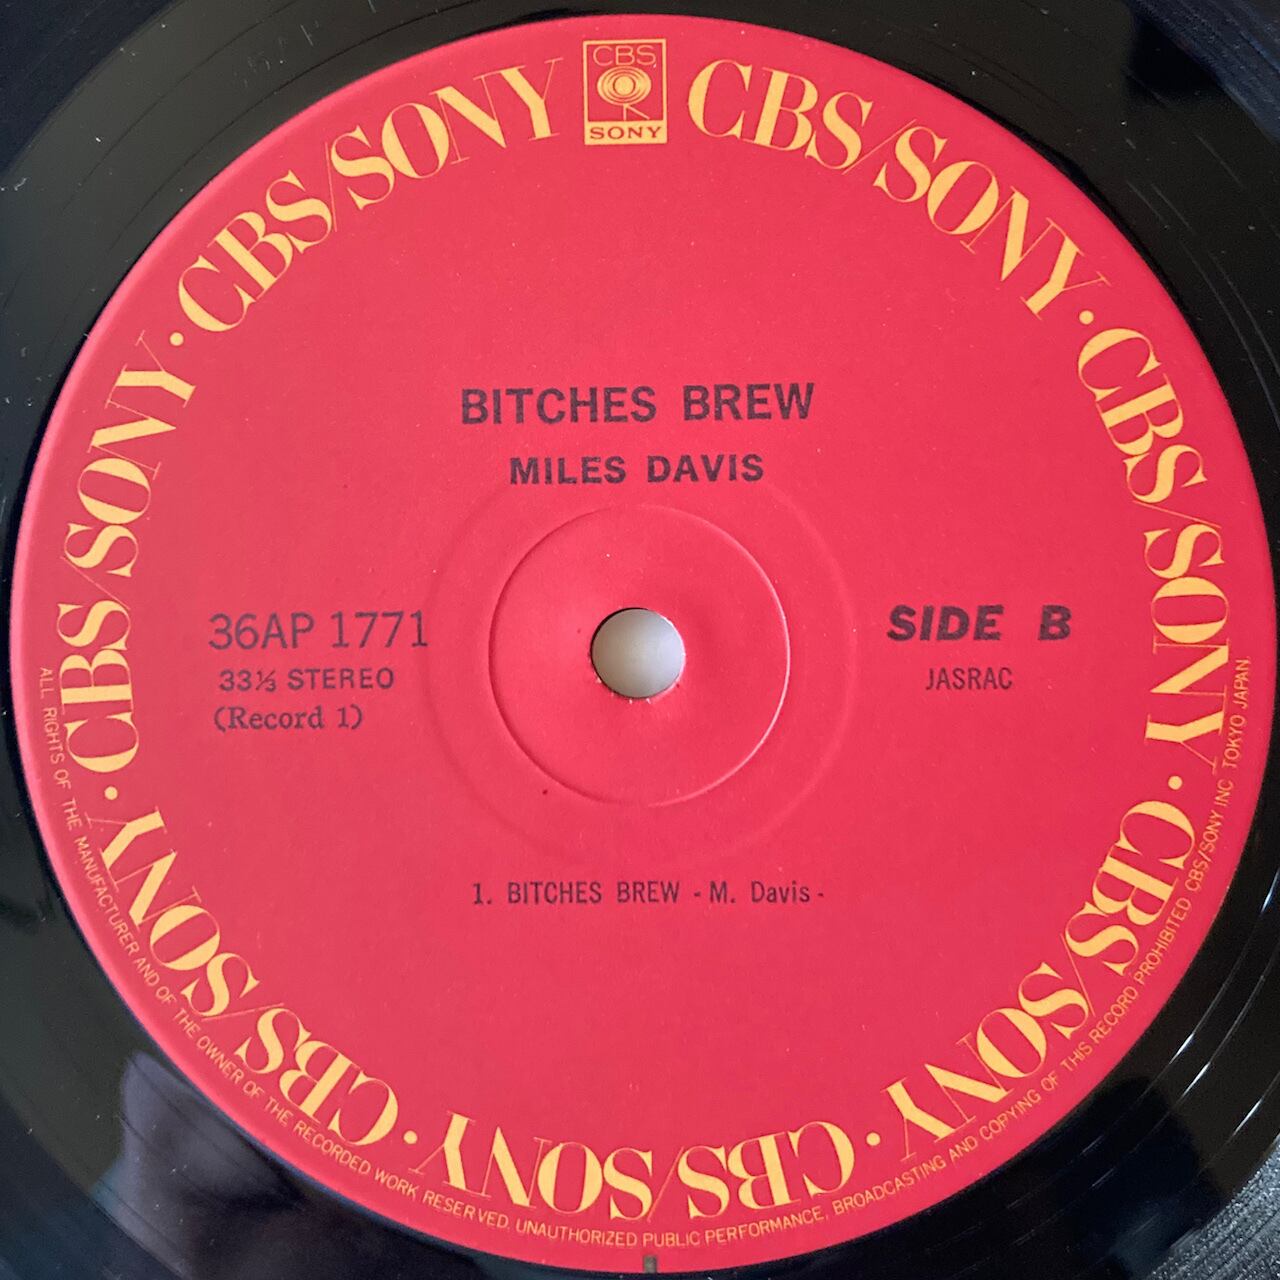 CBS
SONY
CBS/SONY · CBS/SONY · CBS/SONY · CBS/SONY · CBS/SONY · CBS/SONY · CBS/SONY · CBS/SONY
BITCHES BREW
MILES DAVIS
36AP 1771
33⅓ STEREO
(Record 1)
SIDE B
JASRAC
1. BITCHES BREW - M. Davis -
ALL RIGHTS OF THE MANUFACTURER AND OF THE OWNER OF THE RECORDED WORK RESERVED. UNAUTHORIZED PUBLIC PERFORMANCE, BROADCASTING AND COPYING OF THIS RECORD PROHIBITED CBS/SONY INC TOKYO JAPAN.